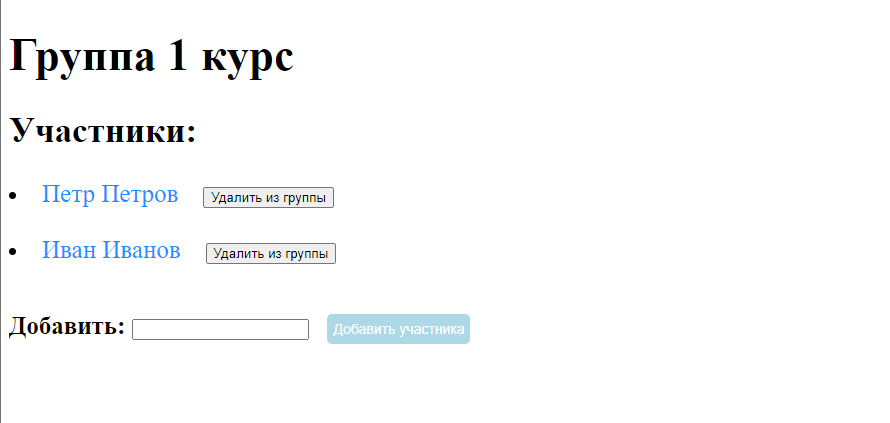 Группа 1 курс
Участники:
Петр Петров Удалить из группы
Иван Иванов Удалить из группы
Добавить: Добавить участника